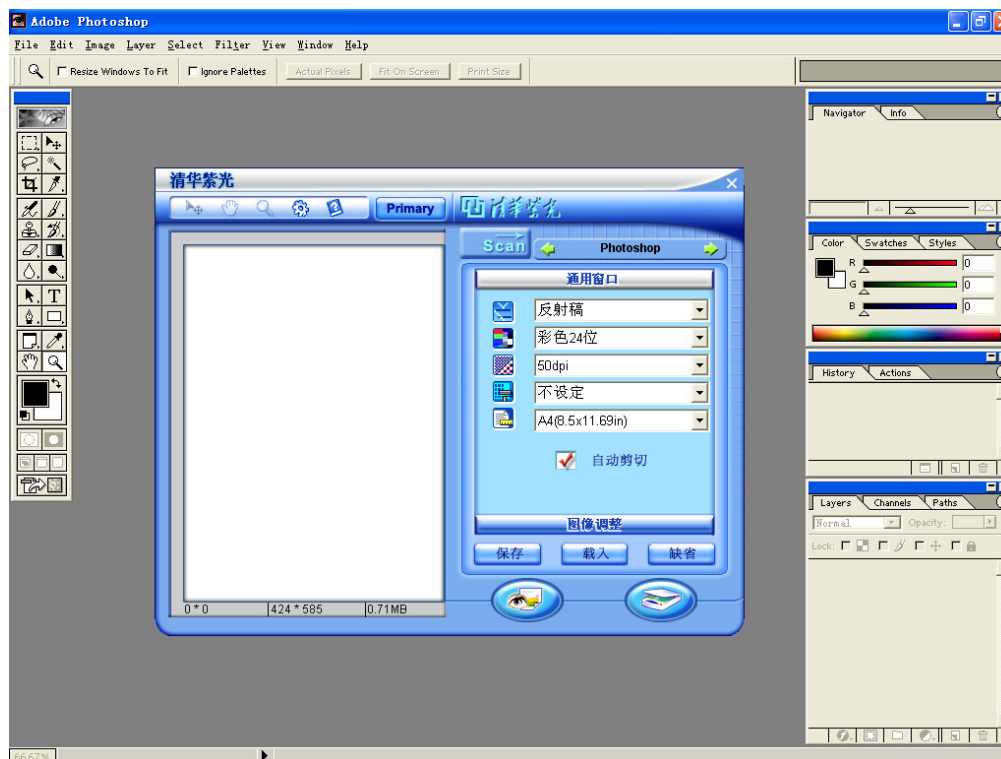 Adobe Photoshop
File Edit Image Layer Select Filter View Window Help
Resize Windows To Fit Ignore Palettes Actual Pixels Fit On Screen Print Size
Navigator Info
清华紫光
Primary 清华紫光
Scan Photoshop
通用窗口
反射稿
彩色24位
50dpi
不设定
A4(8.5x11.69in)
自动剪切
图像调整
保存 载入 缺省
0 * 0 424 * 585 0.71MB
Color Swatches Styles
R 0
G 0
B 0
History Actions
Layers Channels Paths
Normal Opacity:
Lock:
66.67%